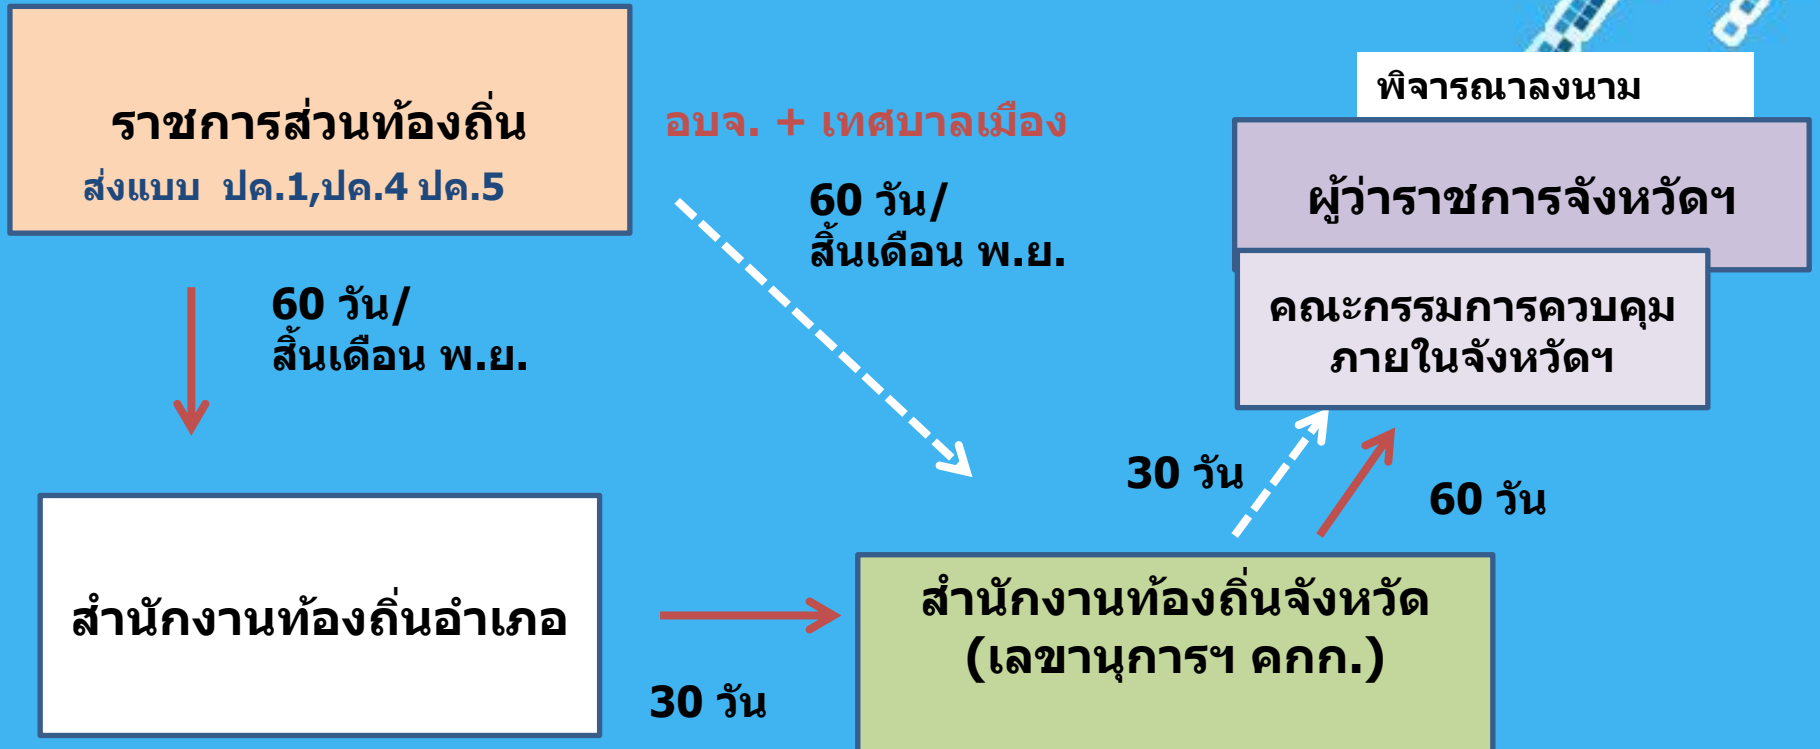 ราชการส่วนท้องถิ่น
ส่งแบบ ปค.1,ปค.4 ปค.5
อบจ. + เทศบาลเมือง
60 วัน/
สิ้นเดือน พ.ย.
พิจารณาลงนาม
ผู้ว่าราชการจังหวัดฯ
คณะกรรมการควบคุม
ภายในจังหวัดฯ
60 วัน/
สิ้นเดือน พ.ย.
30 วัน
60 วัน
สำนักงานท้องถิ่นอำเภอ
30 วัน
สำนักงานท้องถิ่นจังหวัด
(เลขานุการฯ คกก.)